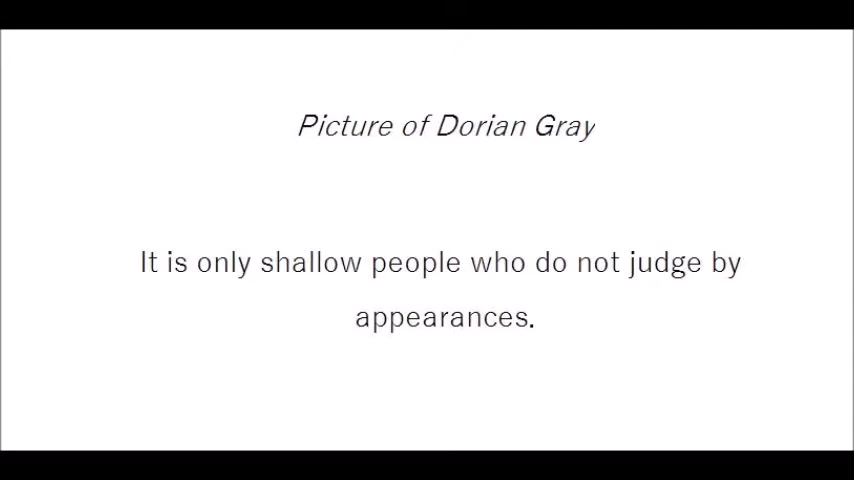 Picture of Dorian Gray
It is only shallow people who do not judge by
appearances.